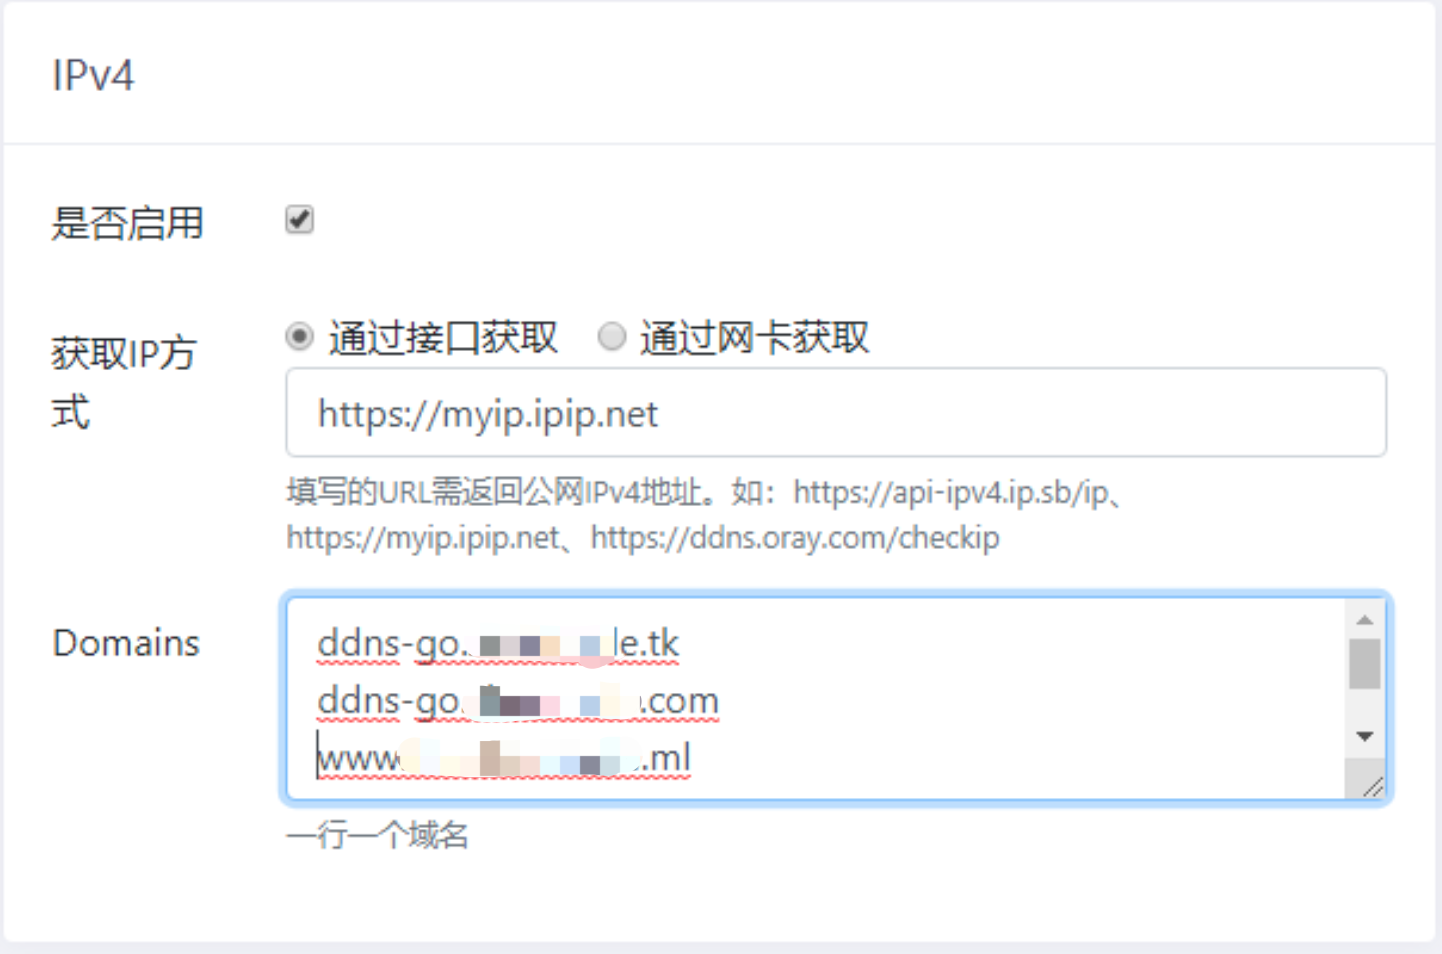 IPv4
是否启用
获取IP方式
通过接口获取 通过网卡获取
https://myip.ipip.net
填写的URL需返回公网IPv4地址。如：https://api-ipv4.ip.sb/ip、
https://myip.ipip.net、https://ddns.oray.com/checkip
Domains
ddns-go. le.tk
ddns-go. .com
www .ml
一行一个域名